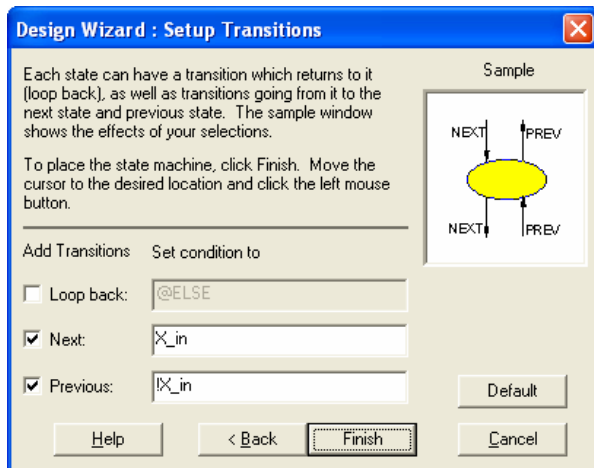 Design Wizard : Setup Transitions
Each state can have a transition which returns to it
(loop back), as well as transitions going from it to the
next state and previous state. The sample window
shows the effects of your selections.
To place the state machine, click Finish. Move the
cursor to the desired location and click the left mouse
button.
Sample
NEXT PREV
NEXT PREV
Add Transitions Set condition to
Loop back: @ELSE
Next: X_in
Previous: !X_in
Default
Help < Back Finish Cancel